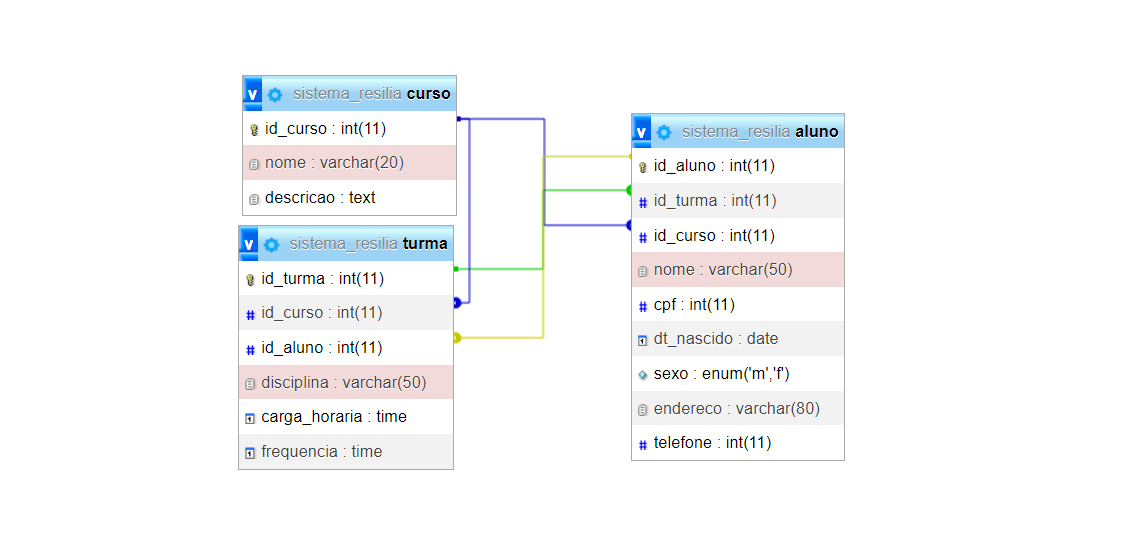 v sistema_resilia curso
id_curso : int(11)
nome : varchar(20)
descricao : text
v sistema_resilia turma
id_turma : int(11)
# id_curso : int(11)
# id_aluno : int(11)
disciplina : varchar(50)
carga_horaria : time
frequencia : time
v sistema_resilia aluno
id_aluno : int(11)
# id_turma : int(11)
# id_curso : int(11)
nome : varchar(50)
# cpf : int(11)
dt_nascido : date
sexo : enum('m','f')
endereco : varchar(80)
# telefone : int(11)